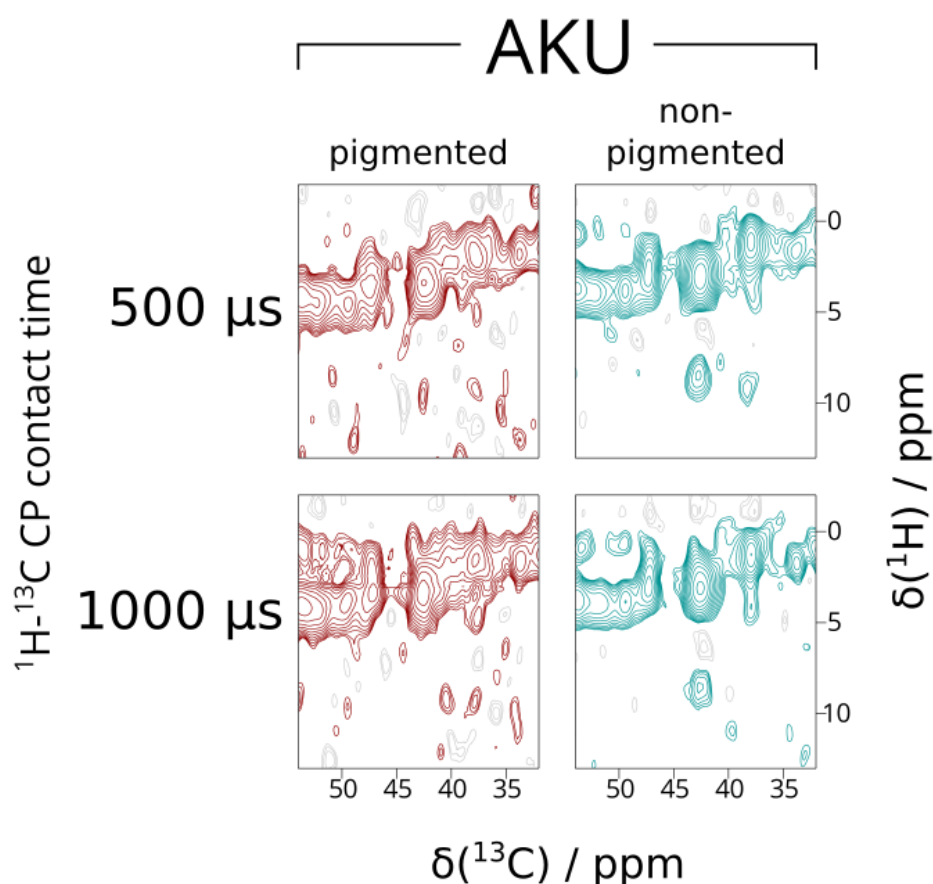 AKU
pigmented
non-
pigmented
¹H-¹³C CP contact time
500 µs
0
5
10
1000 µs
0
5
10
δ(¹H) / ppm
50 45 40 35
50 45 40 35
δ(¹³C) / ppm